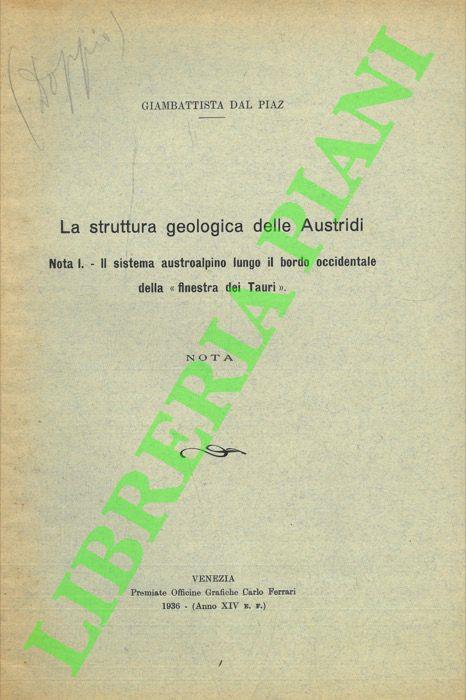 (Doppio)
GIAMBATTISTA DAL PIAZ
La struttura geologica delle Austridi
Nota I. - Il sistema austroalpino lungo il bordo occidentale
della « finestra dei Tauri ».
NOTA
VENEZIA
Premiate Officine Grafiche Carlo Ferrari
1936 - (Anno XIV E. F.)
LIBRERIA PIANI